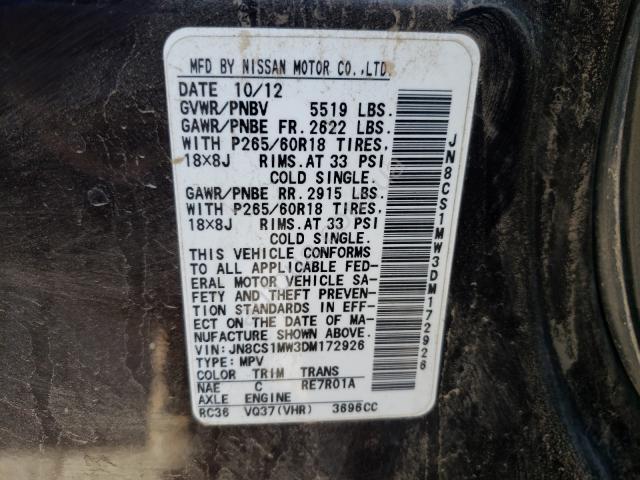 MFD BY NISSAN MOTOR CO.,LTD.
DATE 10/12
GVWR/PNBV 5519 LBS.
GAWR/PNBE FR. 2622 LBS.
WITH P265/60R18 TIRES,
18X8J RIMS.AT 33 PSI
COLD SINGLE.
GAWR/PNBE RR. 2915 LBS.
WITH P265/60R18 TIRES,
18X8J RIMS.AT 33 PSI
COLD SINGLE.
THIS VEHICLE CONFORMS
TO ALL APPLICABLE FED-
ERAL MOTOR VEHICLE SA-
FETY AND THEFT PREVEN-
TION STANDARDS IN EFF-
ECT ON THE DATE OF MA-
NUFACTURE SHOWN ABOVE.
VIN: JN8CS1MW3DM172926
TYPE: MPV
COLOR TRIM TRANS
NAE C RE7R01A
AXLE ENGINE
RC36 VQ37(VHR) 3696CC
JN8CS1MW3DM172926